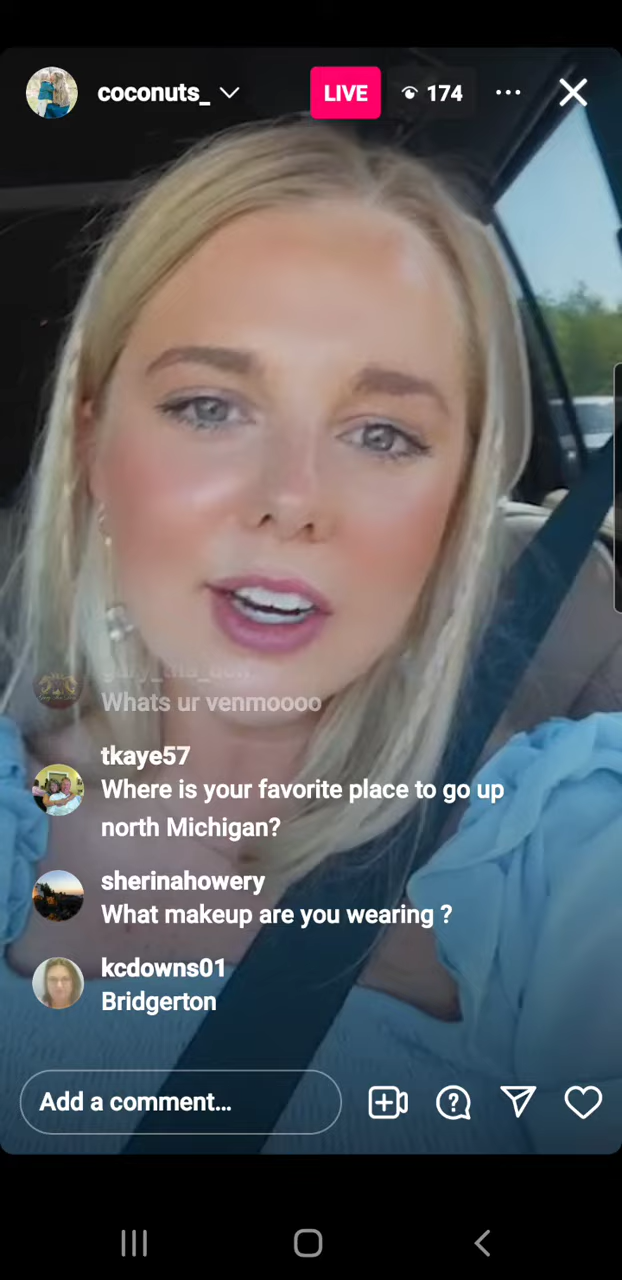 coconuts_
LIVE
174
Whats ur venmoooo
tkaye57
Where is your favorite place to go up
north Michigan?
sherinahowery
What makeup are you wearing ?
kcdowns01
Bridgerton
Add a comment...